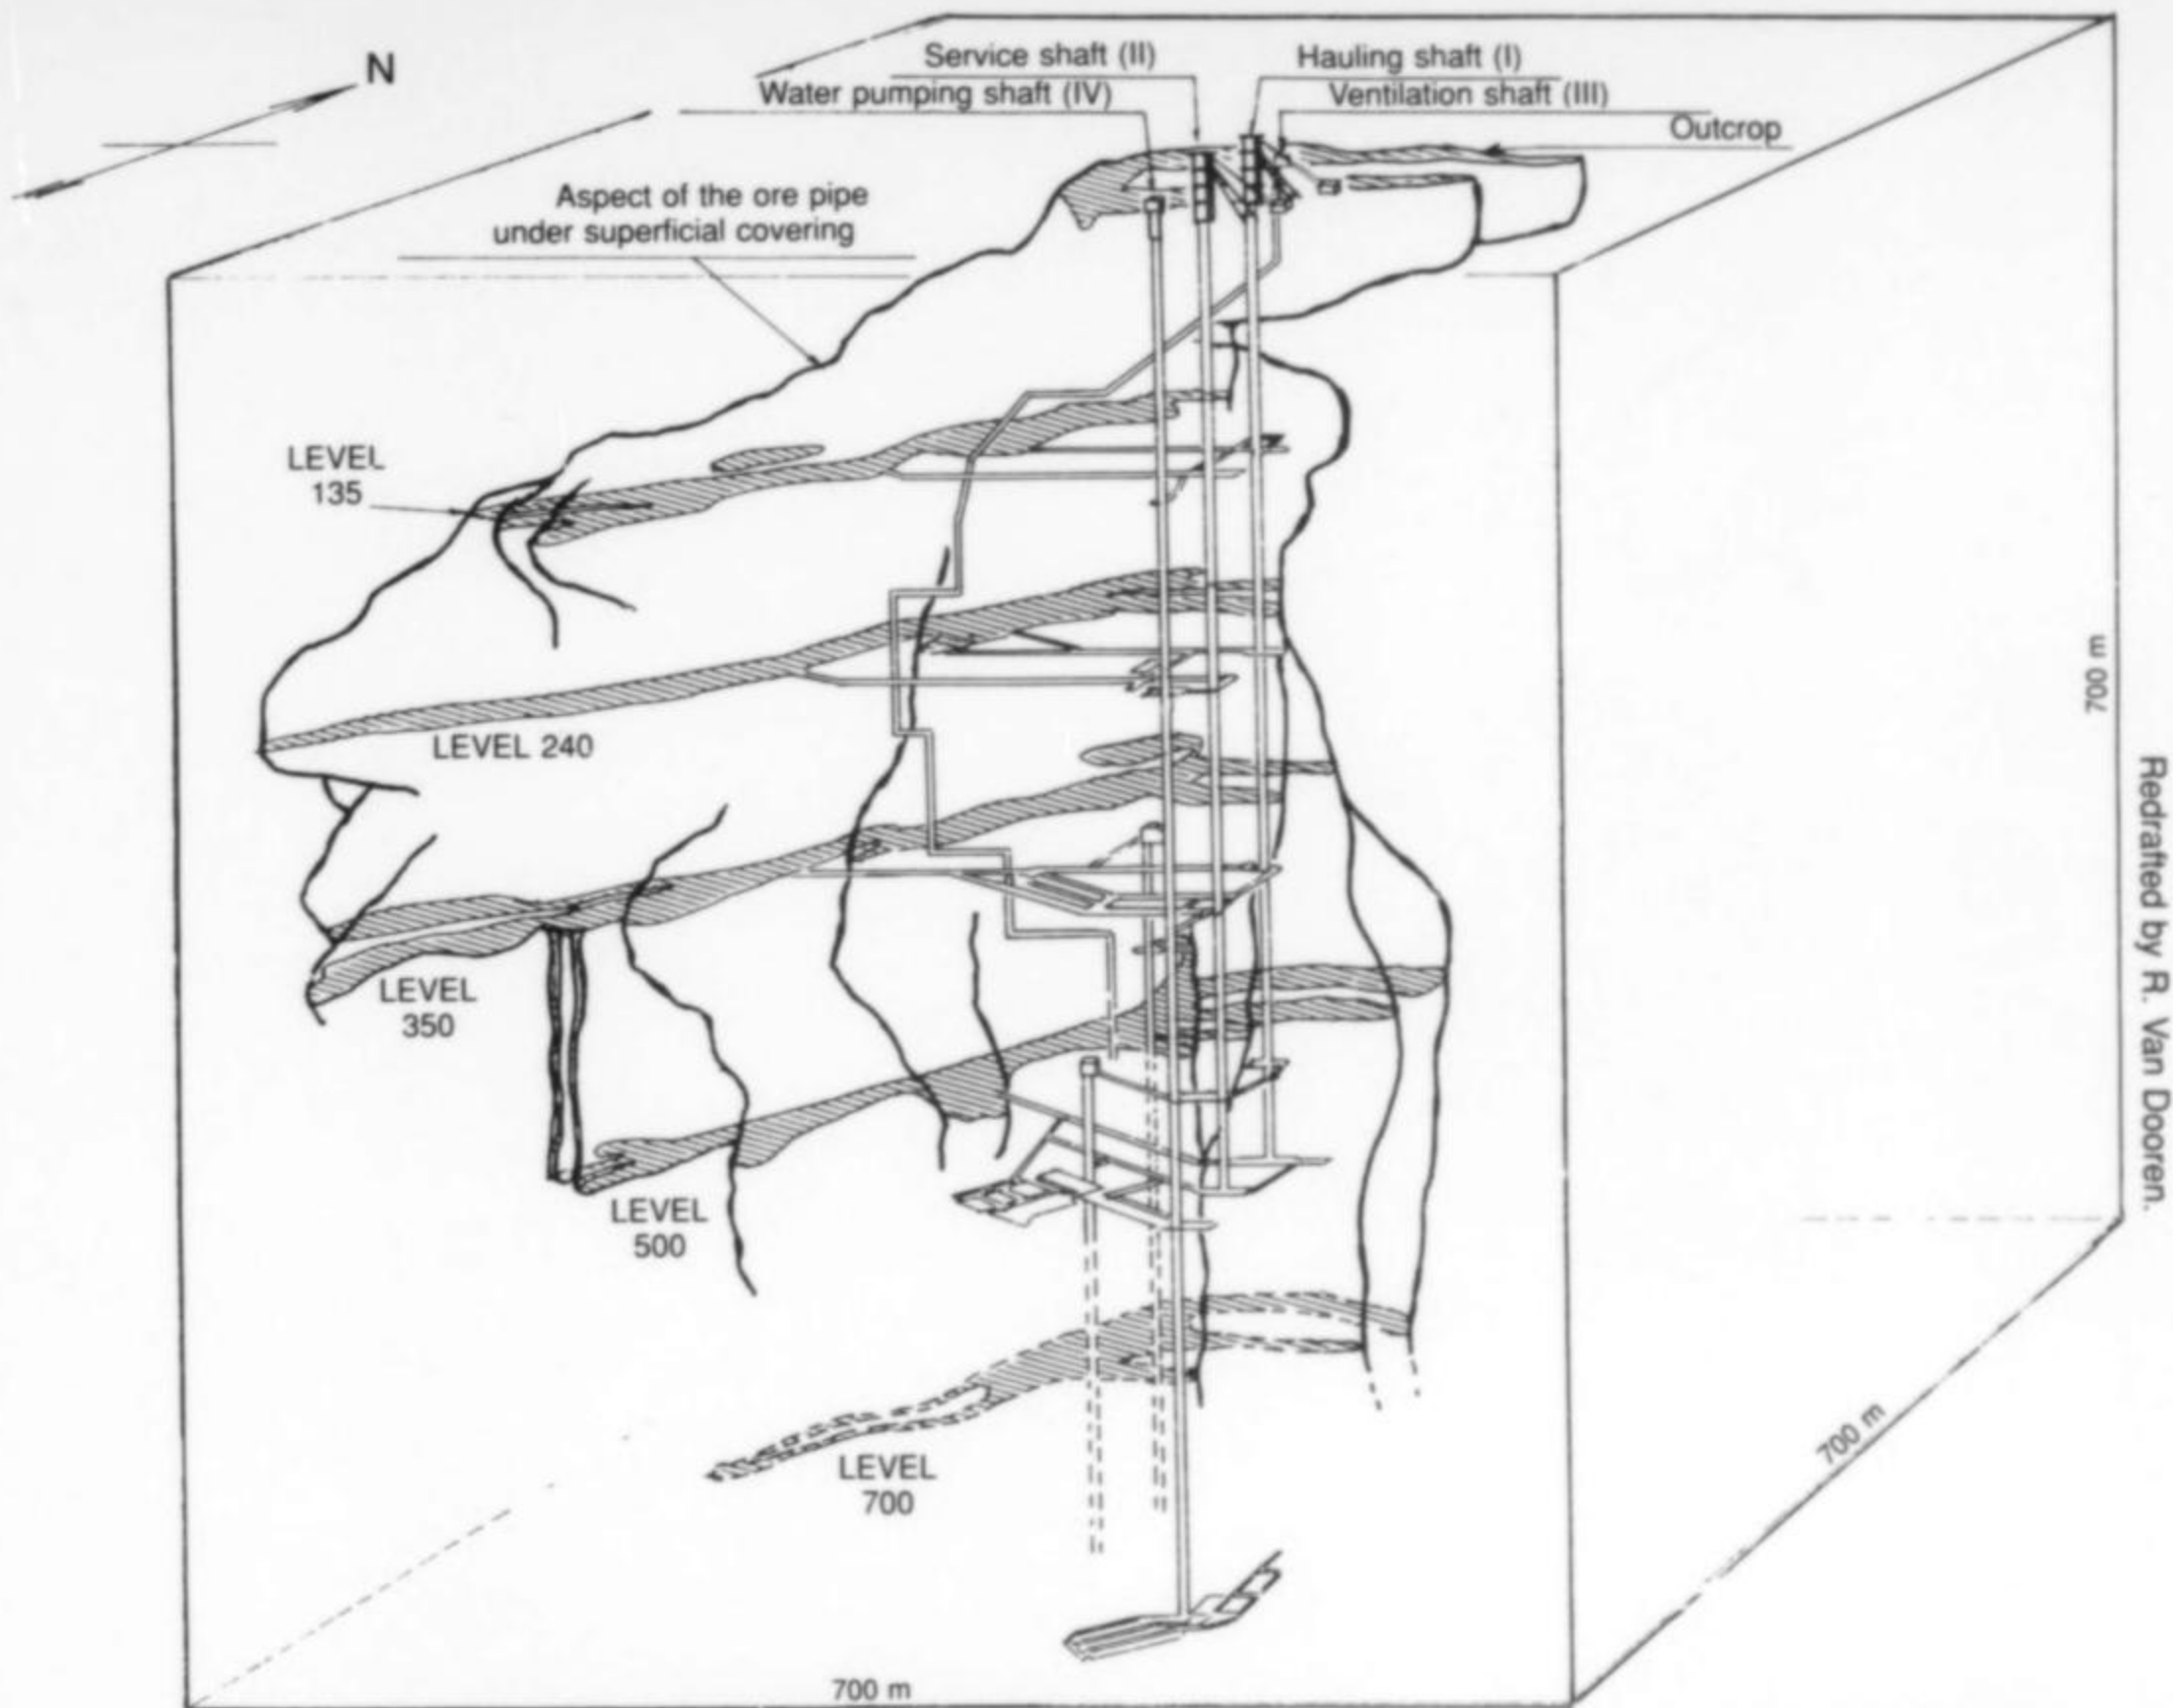 N
Service shaft (II)
Hauling shaft (I)
Water pumping shaft (IV)
Ventilation shaft (III)
Outcrop
Aspect of the ore pipe
under superficial covering
LEVEL
135
LEVEL 240
LEVEL
350
LEVEL
500
LEVEL
700
700 m
700 m
700 m
Redrafted by R. Van Dooren.